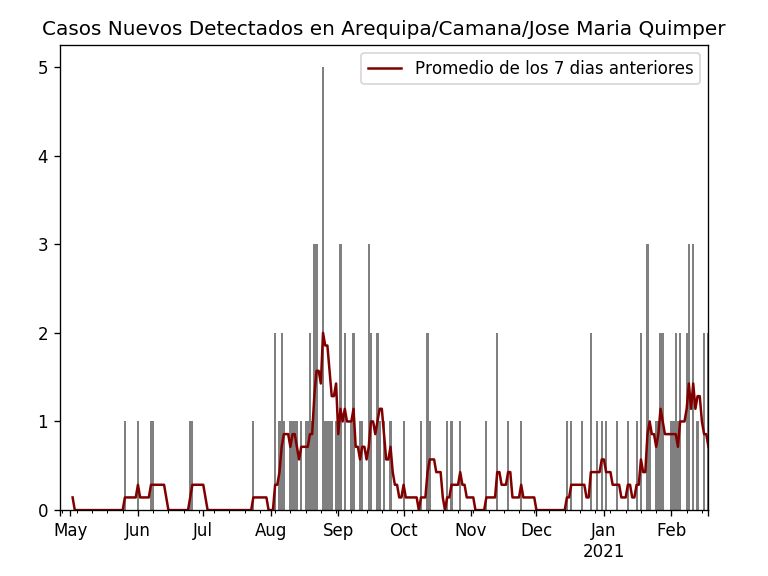 Casos Nuevos Detectados en Arequipa/Camana/Jose Maria Quimper
Promedio de los 7 dias anteriores
5
4
3
2
1
0
May Jun Jul Aug Sep Oct Nov Dec Jan Feb
2021